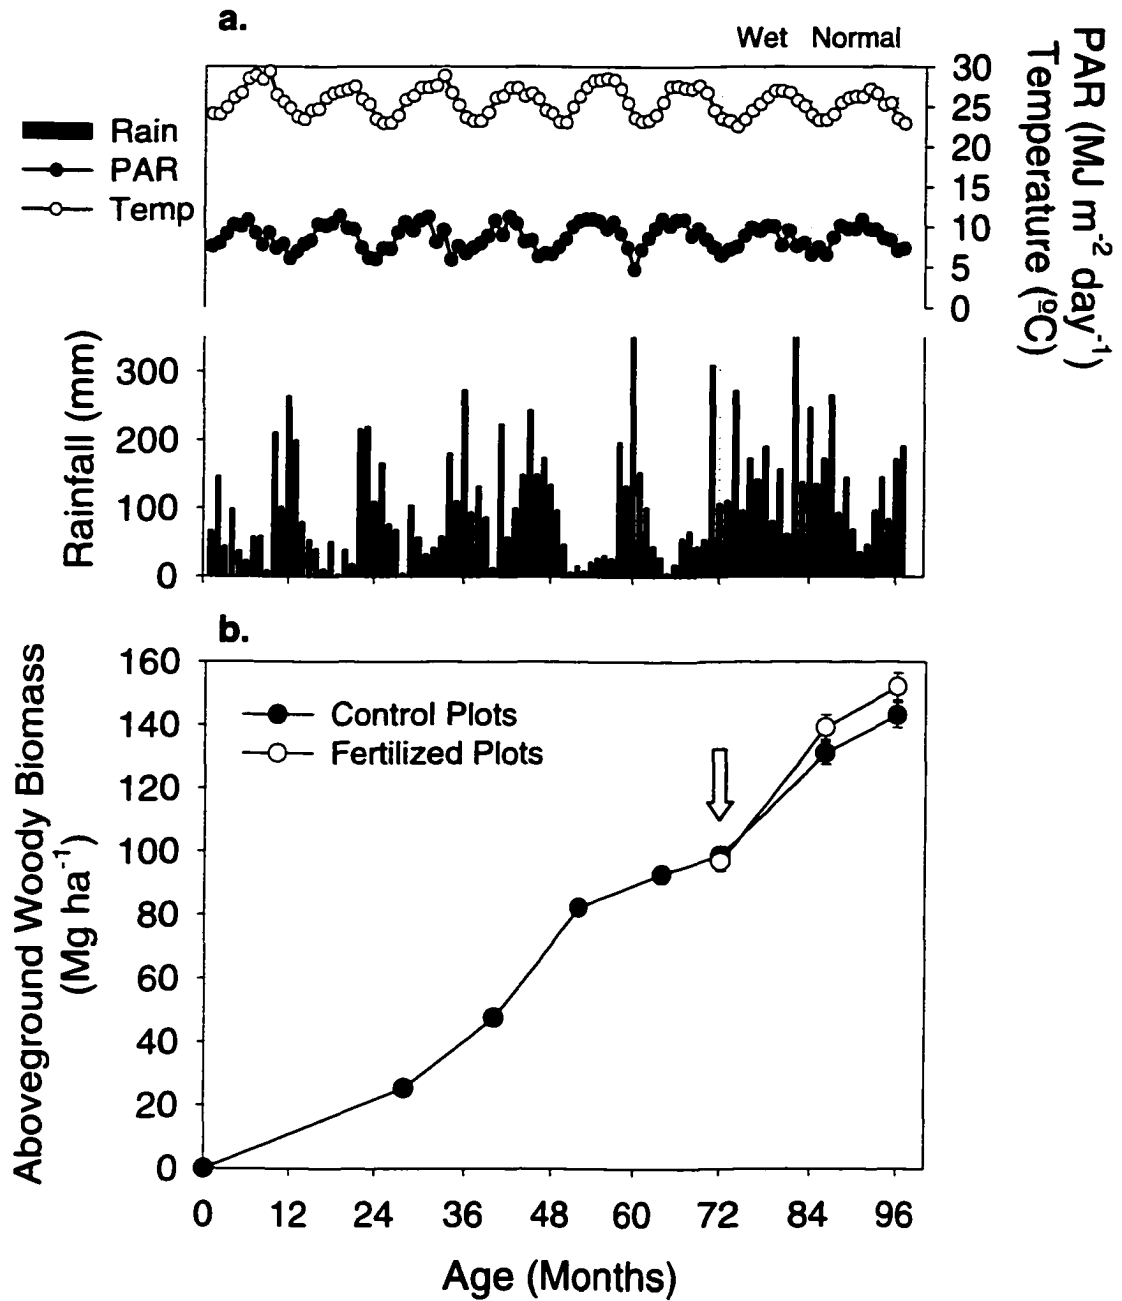 a.
Wet Normal
Rain
PAR
Temp
30
25
20
15
10
5
0
PAR (MJ m-2 day-1)
Temperature (ºC)
Rainfall (mm)
300
200
100
0
b.
Aboveground Woody Biomass
(Mg ha-1)
160
140
120
100
80
60
40
20
0
Control Plots
Fertilized Plots
0 12 24 36 48 60 72 84 96
Age (Months)